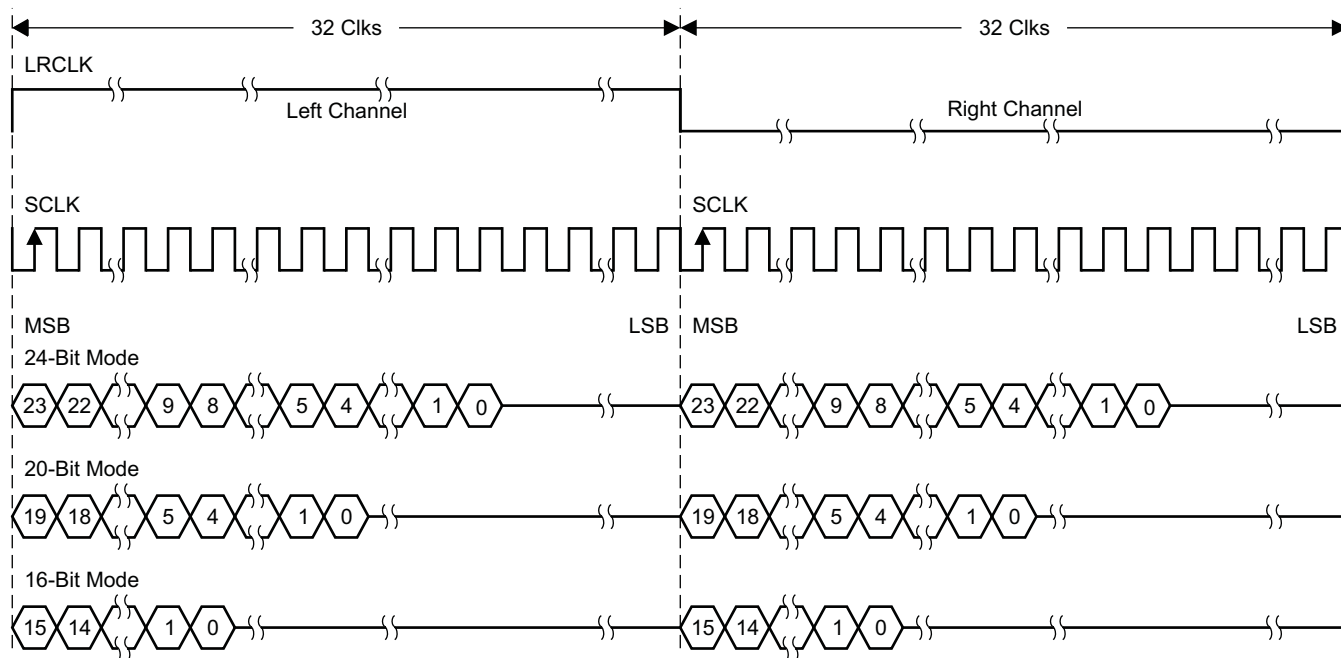 32 Clks 32 Clks
LRCLK
Left Channel Right Channel
SCLK SCLK
MSB LSB MSB LSB
24-Bit Mode
23 22 9 8 5 4 1 0 23 22 9 8 5 4 1 0
20-Bit Mode
19 18 5 4 1 0 19 18 5 4 1 0
16-Bit Mode
15 14 1 0 15 14 1 0